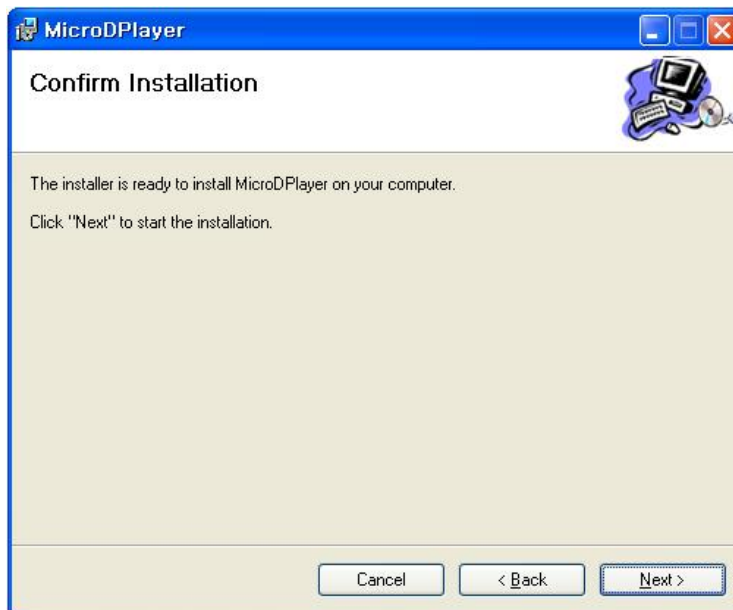 MicroDPlayer
Confirm Installation
The installer is ready to install MicroDPlayer on your computer.
Click "Next" to start the installation.
Cancel
< Back
Next >